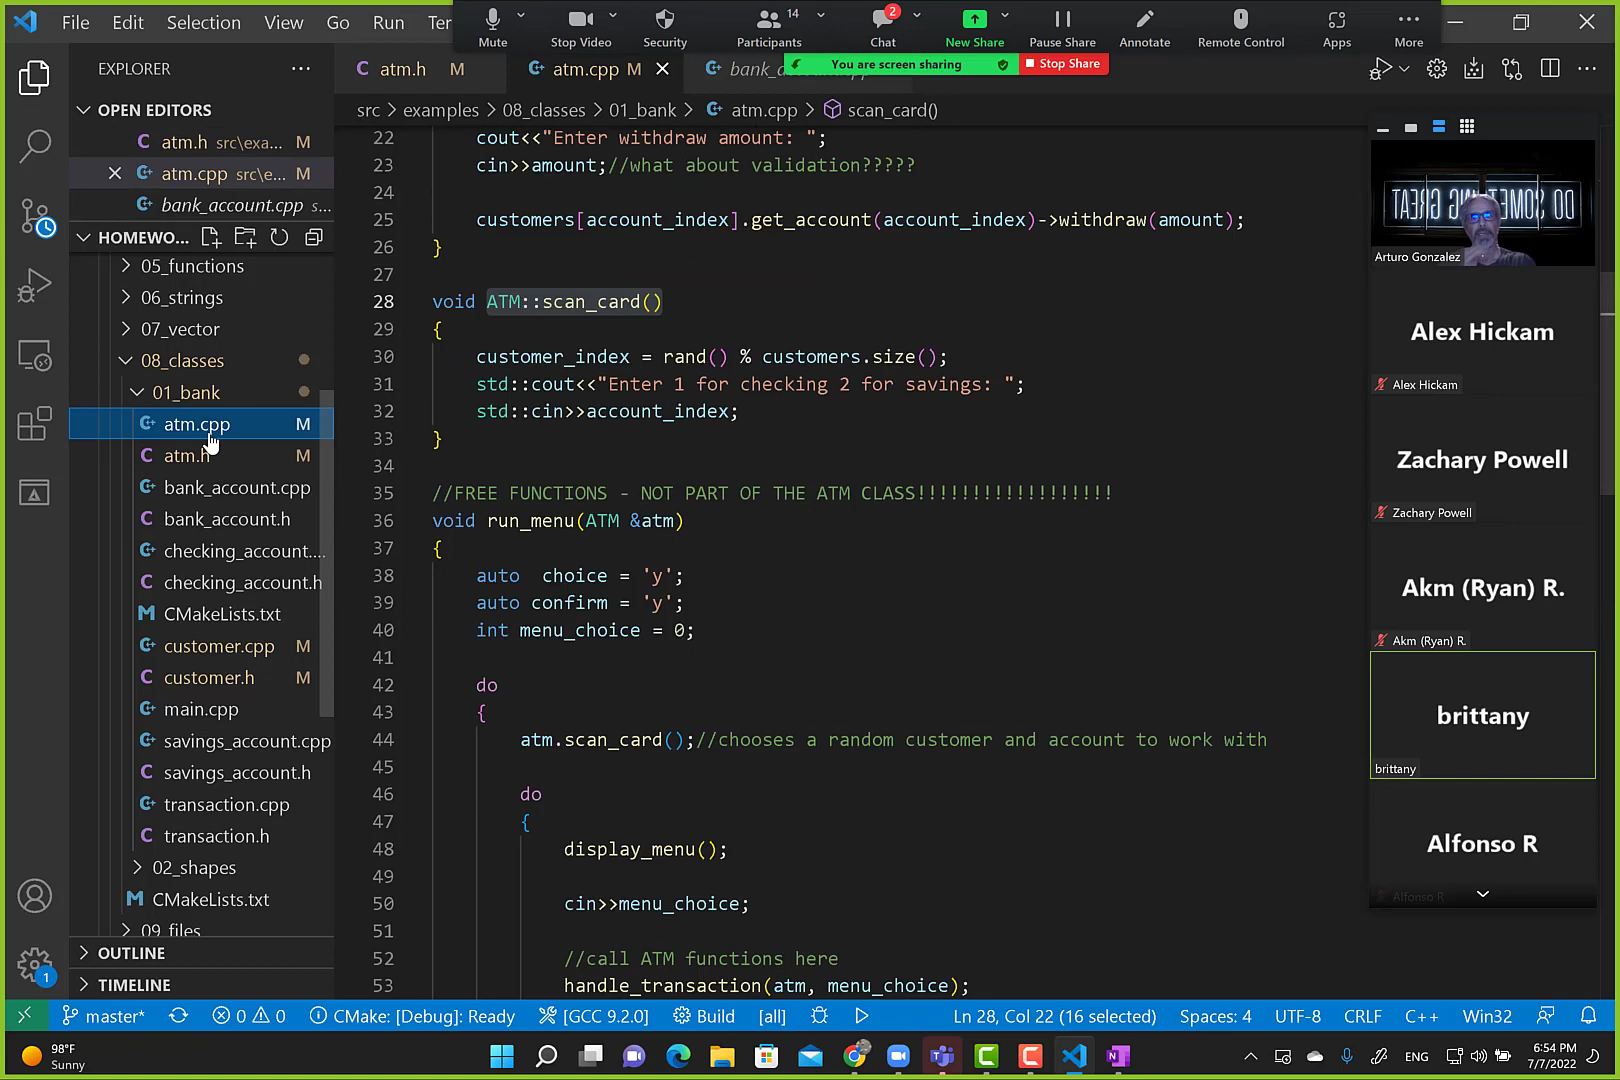 File Edit Selection View Go Run Ter
Mute
Stop Video
Security
14
Participants
2
Chat
New Share
Pause Share
Annotate
Remote Control
Apps
More
You are screen sharing
Stop Share
EXPLORER
atm.h M
atm.cpp M
OPEN EDITORS
atm.h src\exa... M
atm.cpp src\e... M
bank_account.cpp s...
HOMEWO...
05_functions
06_strings
07_vector
08_classes
01_bank
atm.cpp M
atm.h M
bank_account.cpp
bank_account.h
checking_account....
checking_account.h
CMakeLists.txt
customer.cpp M
customer.h M
main.cpp
savings_account.cpp
savings_account.h
transaction.cpp
transaction.h
02_shapes
CMakeLists.txt
09_files
OUTLINE
TIMELINE
1
src > examples > 08_classes > 01_bank > atm.cpp > scan_card()
22 cout<<"Enter withdraw amount: ";
23 cin>>amount;//what about validation?????
24
25 customers[account_index].get_account(account_index)->withdraw(amount);
26 }
27
28 void ATM::scan_card()
29 {
30 customer_index = rand() % customers.size();
31 std::cout<<"Enter 1 for checking 2 for savings: ";
32 std::cin>>account_index;
33 }
34
35 //FREE FUNCTIONS - NOT PART OF THE ATM CLASS!!!!!!!!!!!!!!!!!!
36 void run_menu(ATM &atm)
37 {
38 auto  choice = 'y';
39 auto confirm = 'y';
40 int menu_choice = 0;
41
42 do
43 {
44 atm.scan_card();//chooses a random customer and account to work with
45
46 do
47 {
48 display_menu();
49
50 cin>>menu_choice;
51
52 //call ATM functions here
53 handle_transaction(atm, menu_choice);
DO SOMETHING GREAT
Arturo Gonzalez
Alex Hickam
Alex Hickam
Zachary Powell
Zachary Powell
Akm (Ryan) R.
Akm (Ryan) R.
brittany
brittany
Alfonso R
Alfonso R
master* 0 0 CMake: [Debug]: Ready [GCC 9.2.0] Build [all] Ln 28, Col 22 (16 selected) Spaces: 4 UTF-8 CRLF C++ Win32
98°F
Sunny
ENG
6:54 PM
7/7/2022